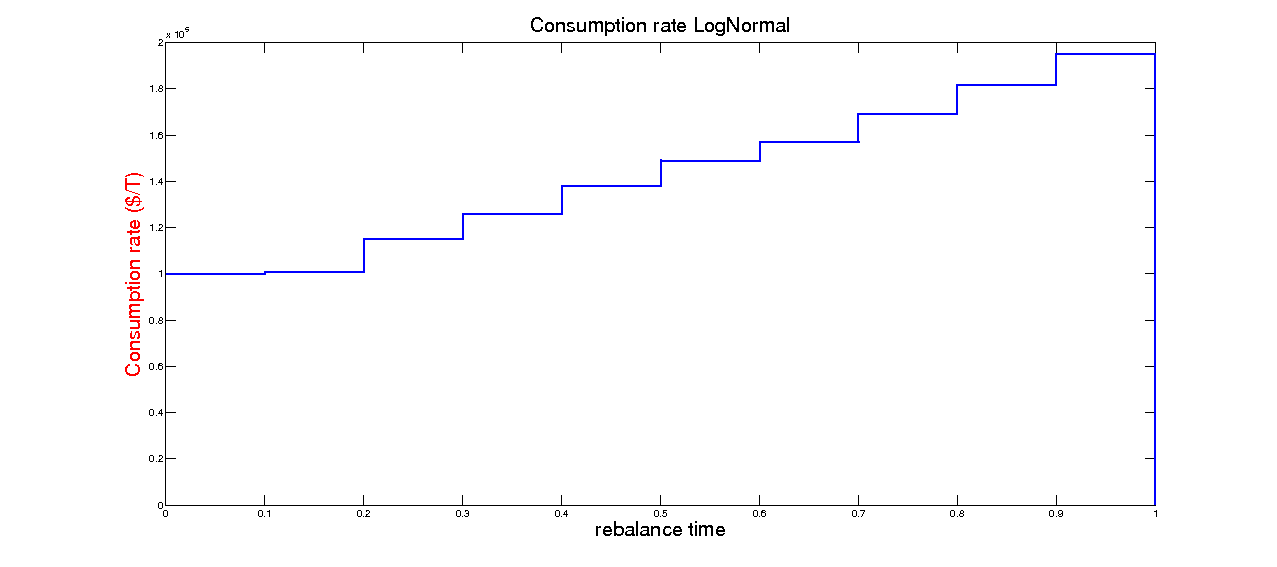 Consumption rate LogNormal
x 10^5
2
1.8
1.6
1.4
1.2
1
0.8
0.6
0.4
0.2
0
Consumption rate ($/T)
0 0.1 0.2 0.3 0.4 0.5 0.6 0.7 0.8 0.9 1
rebalance time